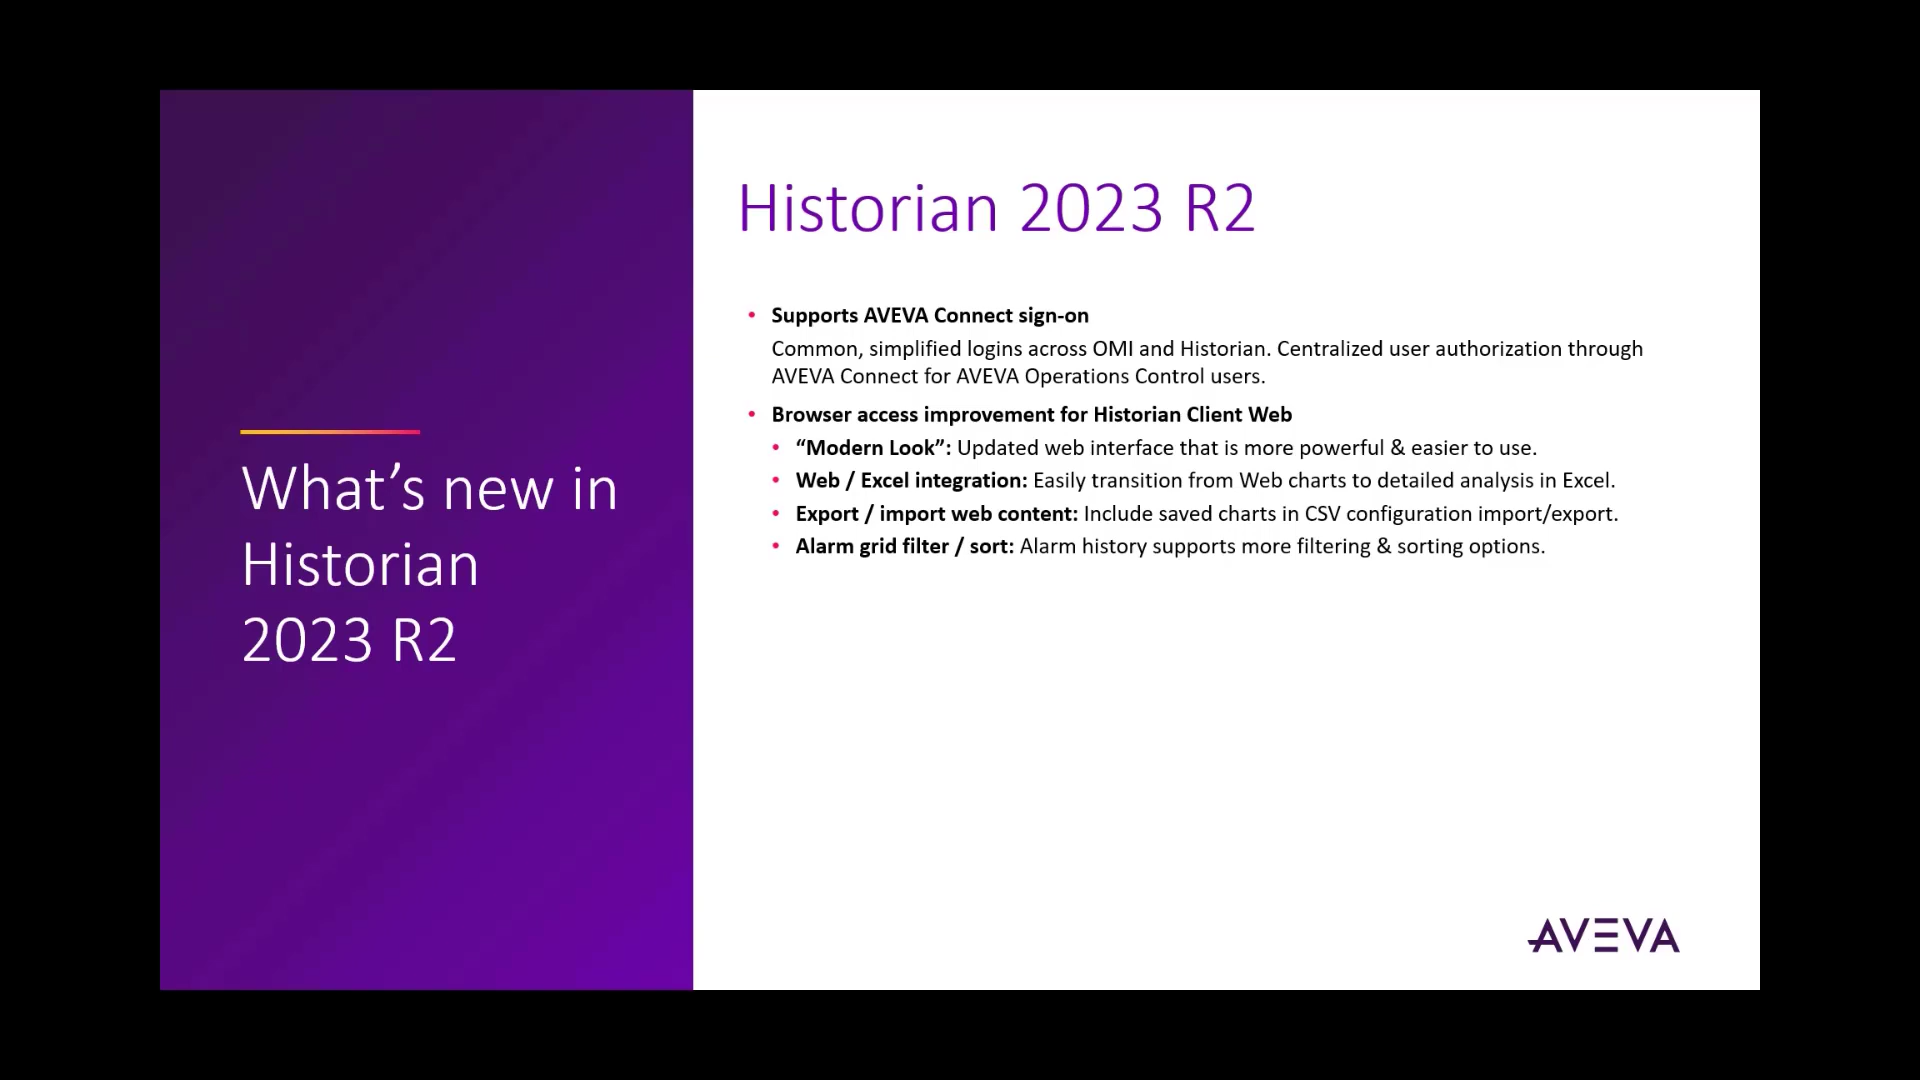 What’s new in
Historian
2023 R2
Historian 2023 R2
• Supports AVEVA Connect sign-on
Common, simplified logins across OMI and Historian. Centralized user authorization through
AVEVA Connect for AVEVA Operations Control users.
• Browser access improvement for Historian Client Web
• “Modern Look”: Updated web interface that is more powerful & easier to use.
• Web / Excel integration: Easily transition from Web charts to detailed analysis in Excel.
• Export / import web content: Include saved charts in CSV configuration import/export.
• Alarm grid filter / sort: Alarm history supports more filtering & sorting options.
AVEVA